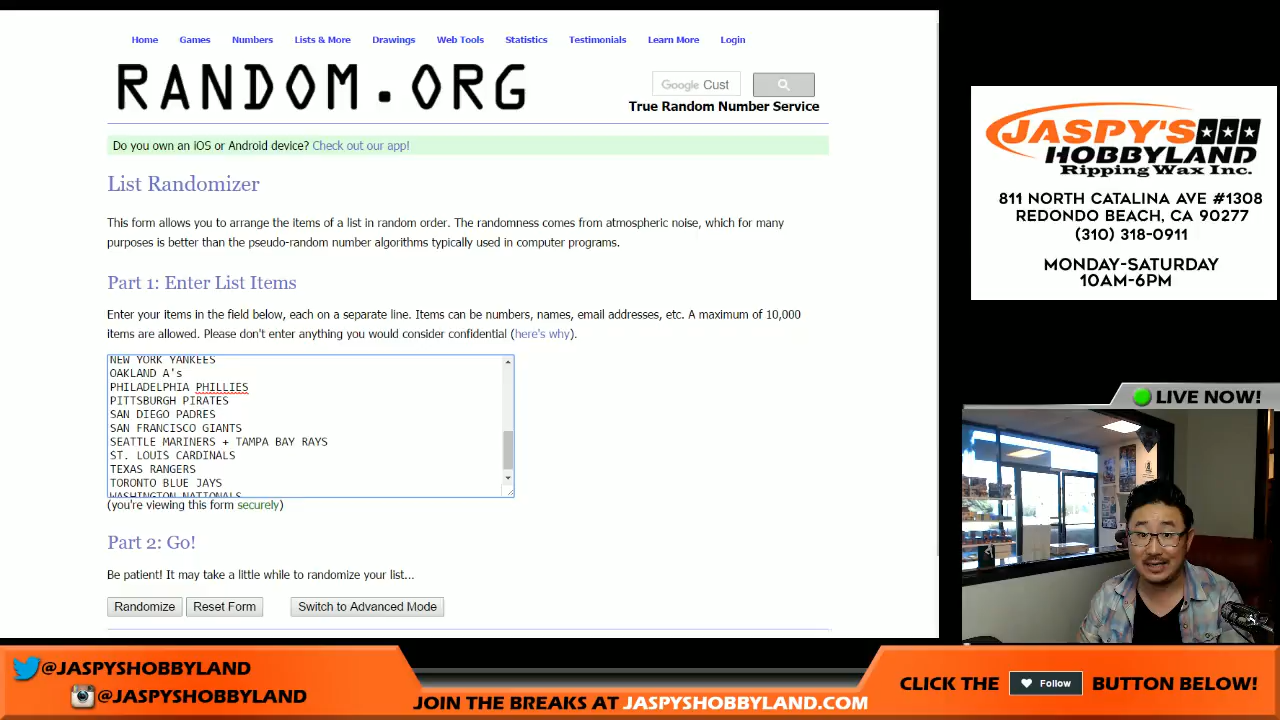 Home Games Numbers Lists & More Drawings Web Tools Statistics Testimonials Learn More Login
RANDOM.ORG
Google Cust
True Random Number Service
Do you own an iOS or Android device? Check out our app!
List Randomizer
This form allows you to arrange the items of a list in random order. The randomness comes from atmospheric noise, which for many
purposes is better than the pseudo-random number algorithms typically used in computer programs.
Part 1: Enter List Items
Enter your items in the field below, each on a separate line. Items can be numbers, names, email addresses, etc. A maximum of 10,000
items are allowed. Please don't enter anything you would consider confidential (here's why).
NEW YORK YANKEES
OAKLAND A's
PHILADELPHIA PHILLIES
PITTSBURGH PIRATES
SAN DIEGO PADRES
SAN FRANCISCO GIANTS
SEATTLE MARINERS + TAMPA BAY RAYS
ST. LOUIS CARDINALS
TEXAS RANGERS
TORONTO BLUE JAYS
WASHINGTON NATIONALS
(you're viewing this form securely)
Part 2: Go!
Be patient! It may take a little while to randomize your list...
Randomize Reset Form Switch to Advanced Mode
JASPY'S
HOBBYLAND
Ripping Wax Inc.
811 NORTH CATALINA AVE #1308
REDONDO BEACH, CA 90277
(310) 318-0911
MONDAY-SATURDAY
10AM-6PM
LIVE NOW!
@JASPYSHOBBYLAND
@JASPYSHOBBYLAND
JOIN THE BREAKS AT JASPYSHOBBYLAND.COM
CLICK THE Follow BUTTON BELOW!